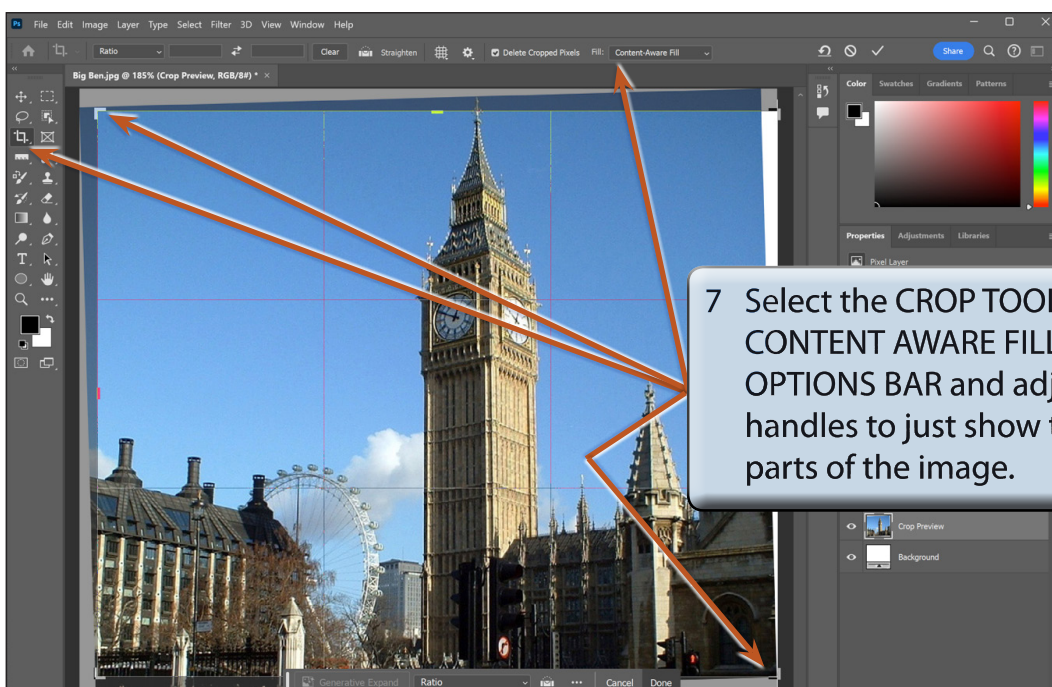 Ps File Edit Image Layer Type Select Filter 3D View Window Help
Ratio Clear Straighten Delete Cropped Pixels Fill: Content-Aware Fill Share
Big Ben.jpg @ 185% (Crop Preview, RGB/8#) * ×
Color Swatches Gradients Patterns
Properties Adjustments Libraries
Pixel Layer
7 Select the CROP TOOL
CONTENT AWARE FILL
OPTIONS BAR and adj
handles to just show t
parts of the image.
Crop Preview
Background
Generative Expand Ratio Cancel Done